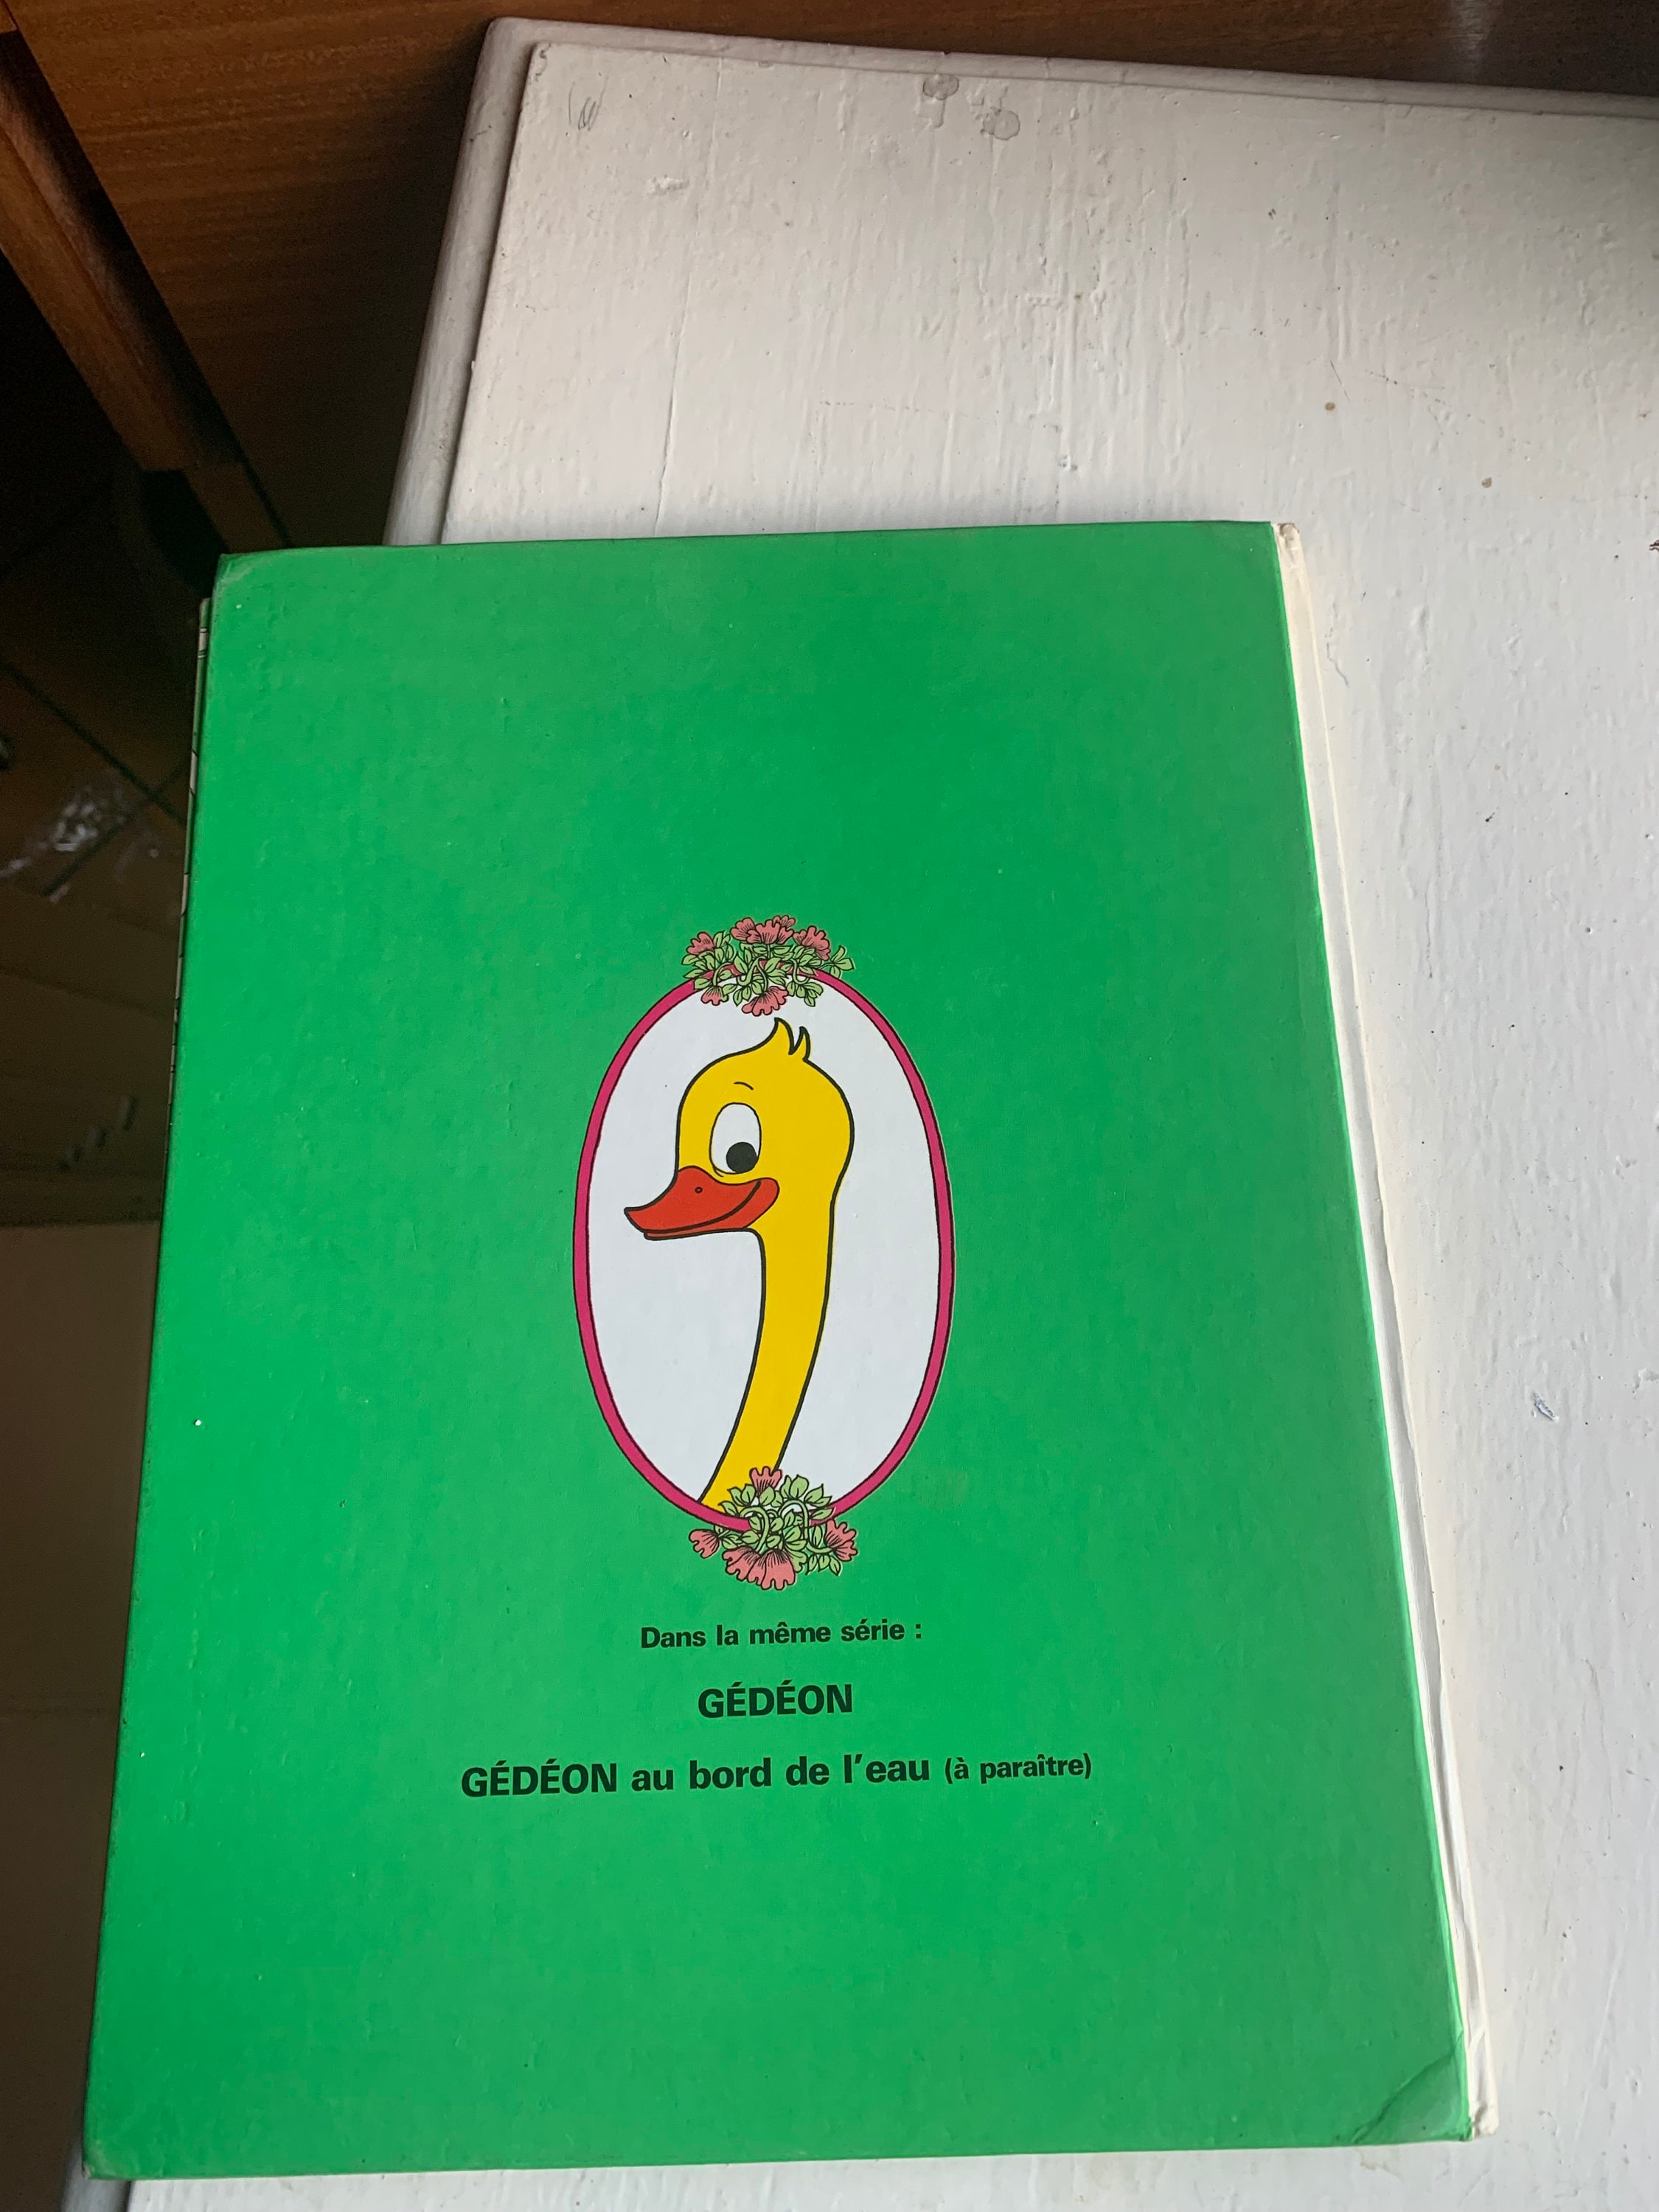 Dans la même série :
GÉDÉON
GÉDÉON au bord de l'eau (à paraître)